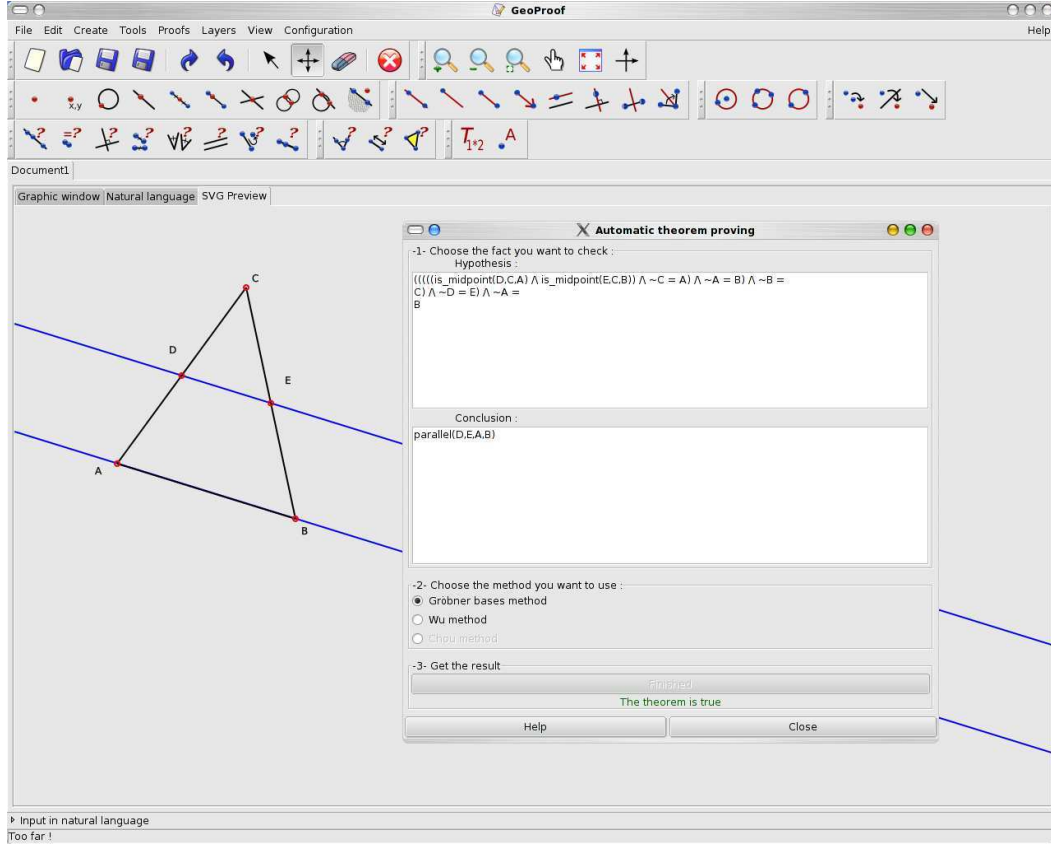 GeoProof
File Edit Create Tools Proofs Layers View Configuration Help
x,y
=?
T1*2 A
Document1
Graphic window Natural language SVG Preview
Automatic theorem proving
-1- Choose the fact you want to check :
Hypothesis :
(((((is_midpoint(D,C,A) /\ is_midpoint(E,C,B)) /\ ~C = A) /\ ~A = B) /\ ~B =
C) /\ ~D = E) /\ ~A =
B
Conclusion :
parallel(D,E,A,B)
-2- Choose the method you want to use :
Gröbner bases method
Wu method
Chou method
-3- Get the result
Finished
The theorem is true
Help Close
C
D
E
A
B
Input in natural language
Too far !